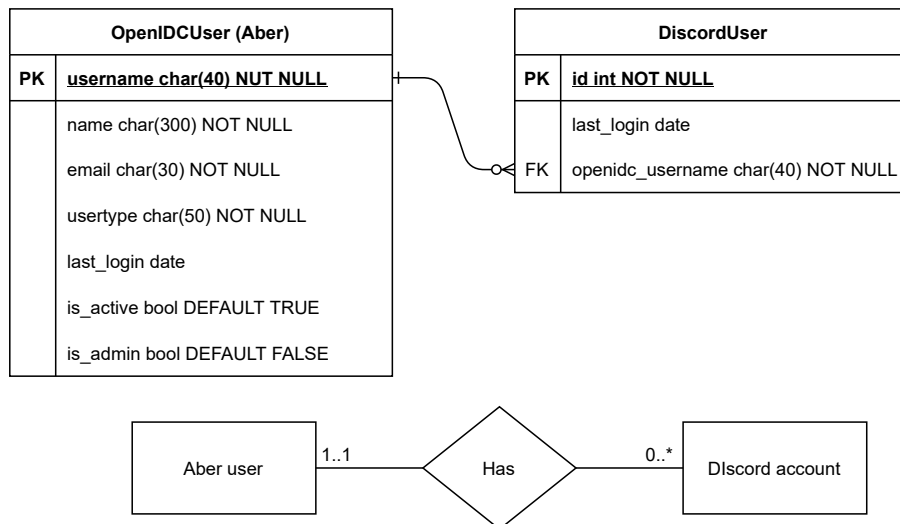 OpenIDCUser (Aber)
PK username char(40) NUT NULL
name char(300) NOT NULL
email char(30) NOT NULL
usertype char(50) NOT NULL
last_login date
is_active bool DEFAULT TRUE
is_admin bool DEFAULT FALSE
DiscordUser
PK id int NOT NULL
last_login date
FK openidc_username char(40) NOT NULL
Aber user
1..1
Has
0..*
DIscord account